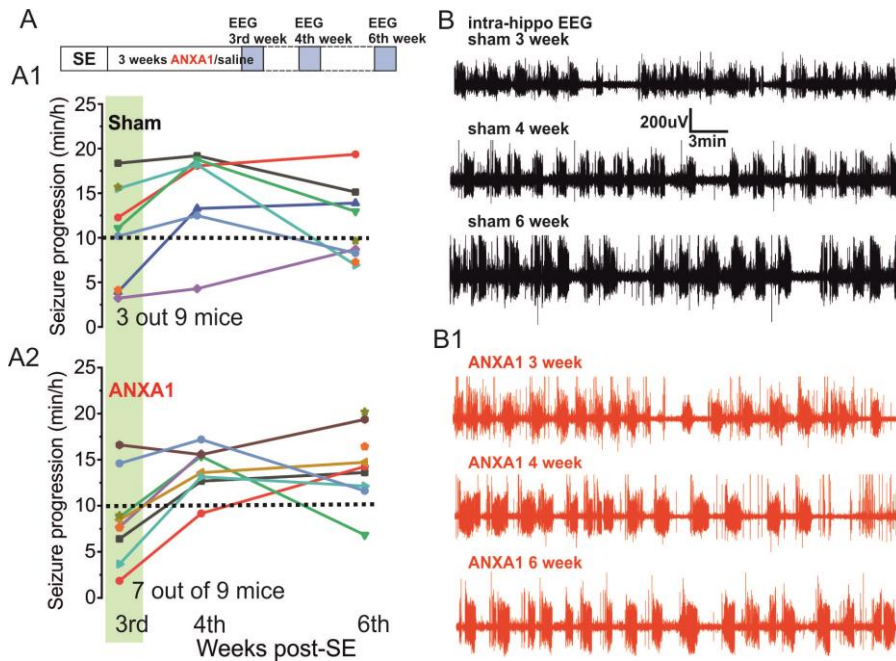 A
EEG EEG EEG
3rd week 4th week 6th week
SE 3 weeks ANXA1/saline
A1
Sham
Seizure progression (min/h)
25
20
15
10
5
0
3 out 9 mice
A2
ANXA1
Seizure progression (min/h)
25
20
15
10
5
0
7 out of 9 mice
3rd 4th 6th
Weeks post-SE
B
intra-hippo EEG
sham 3 week
sham 4 week
200uV
3min
sham 6 week
B1
ANXA1 3 week
ANXA1 4 week
ANXA1 6 week